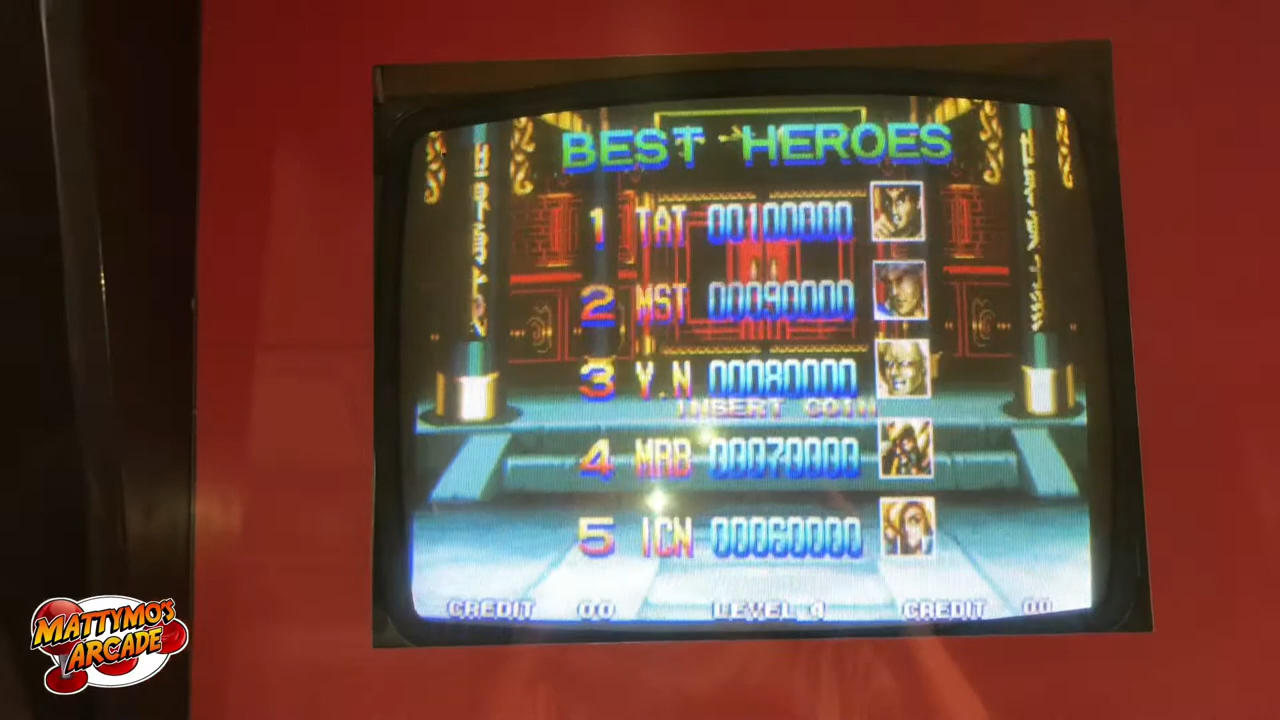 BEST HEROES
1 TAT 00100000
2 MST 00090000
3 Y.N 00080000
INSERT COIN
4 MRB 00070000
5 ICN 00060000
CREDIT 00 LEVEL 4 CREDIT 00
MATTYMO'S
ARCADE